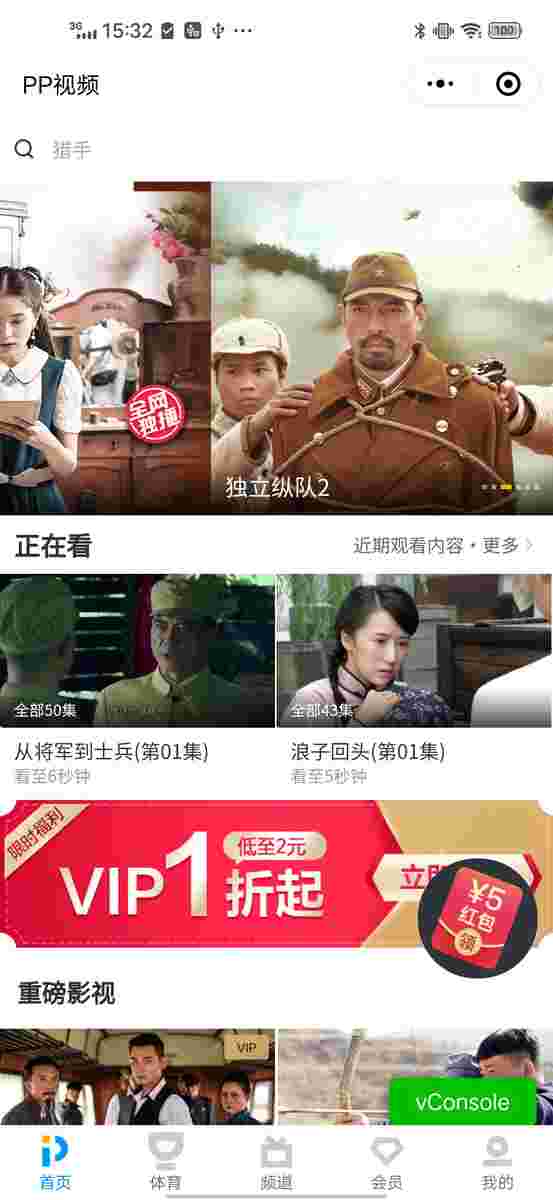 3G 15:32 100
PP视频
猎手
全网
独播
独立纵队2
正在看
近期观看内容·更多
全部50集
全部43集
从将军到士兵(第01集)
浪子回头(第01集)
看至6秒钟
看至5秒钟
限时福利
VIP1折起
低至2元
立即
¥5
红包
领
重磅影视
VIP
vConsole
首页
体育
频道
会员
我的